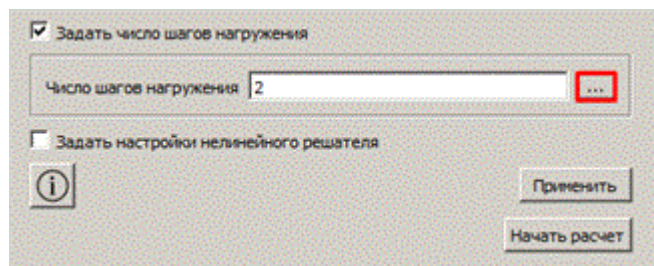 Задать число шагов нагружения
Число шагов нагружения 2 ...
Задать настройки нелинейного решателя
Применить
Начать расчет